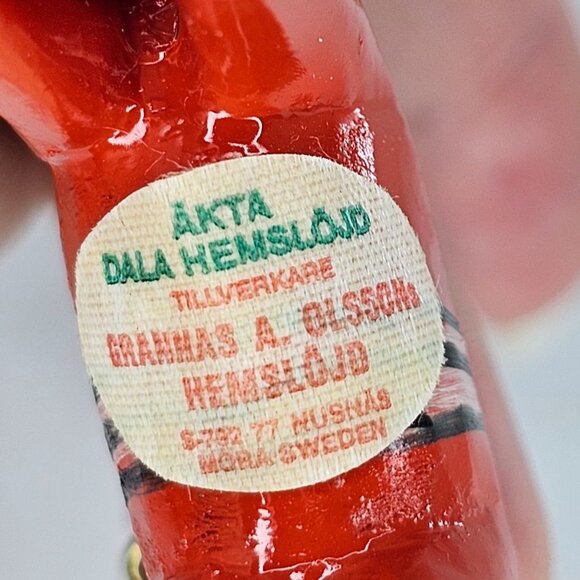 ÄKTA
DALA HEMSLÖJD
TILLVERKARE
GRANNAS A. OLSSONS
HEMSLÖJD
S-792 77 NUSNÄS
MORA SWEDEN